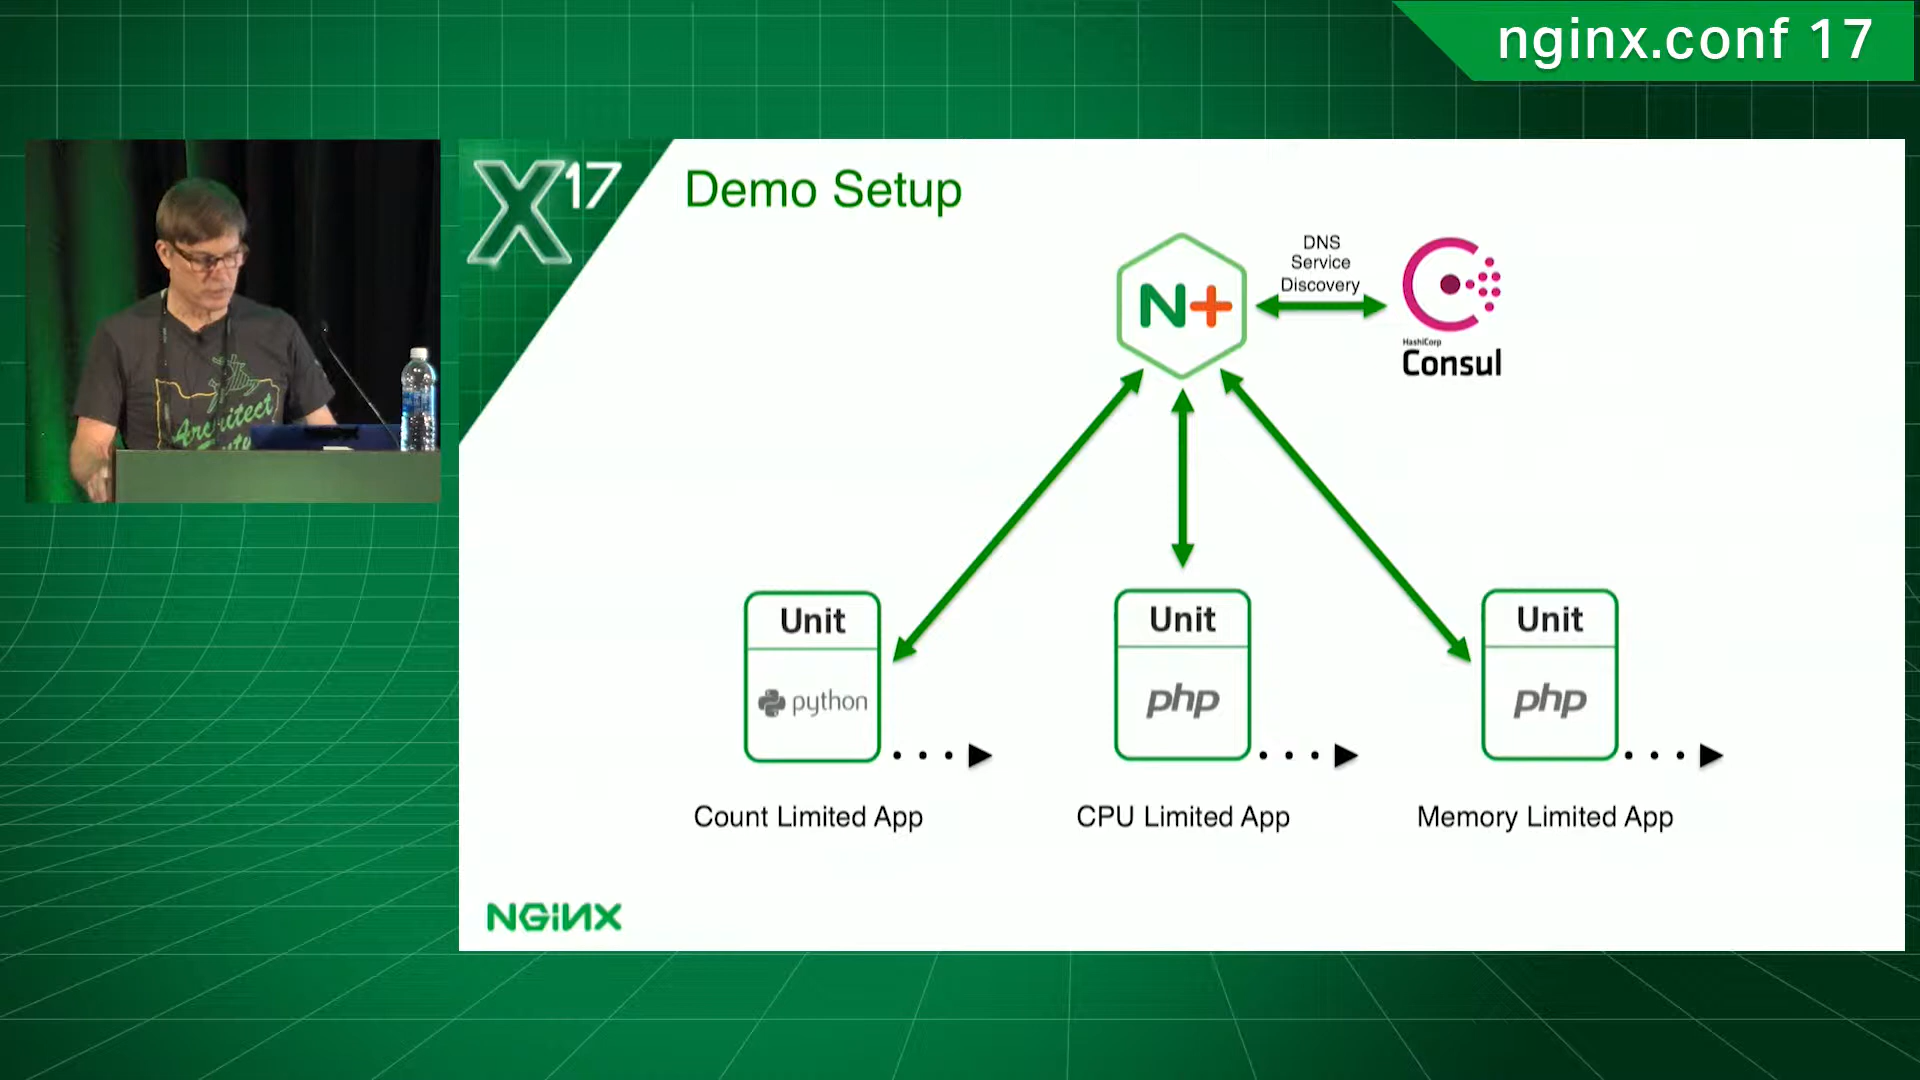 nginx.conf 17
X17
Demo Setup
N+
DNS
Service
Discovery
HashiCorp
Consul
Unit
python
Unit
php
Unit
php
Count Limited App
CPU Limited App
Memory Limited App
NGiNX
Architect